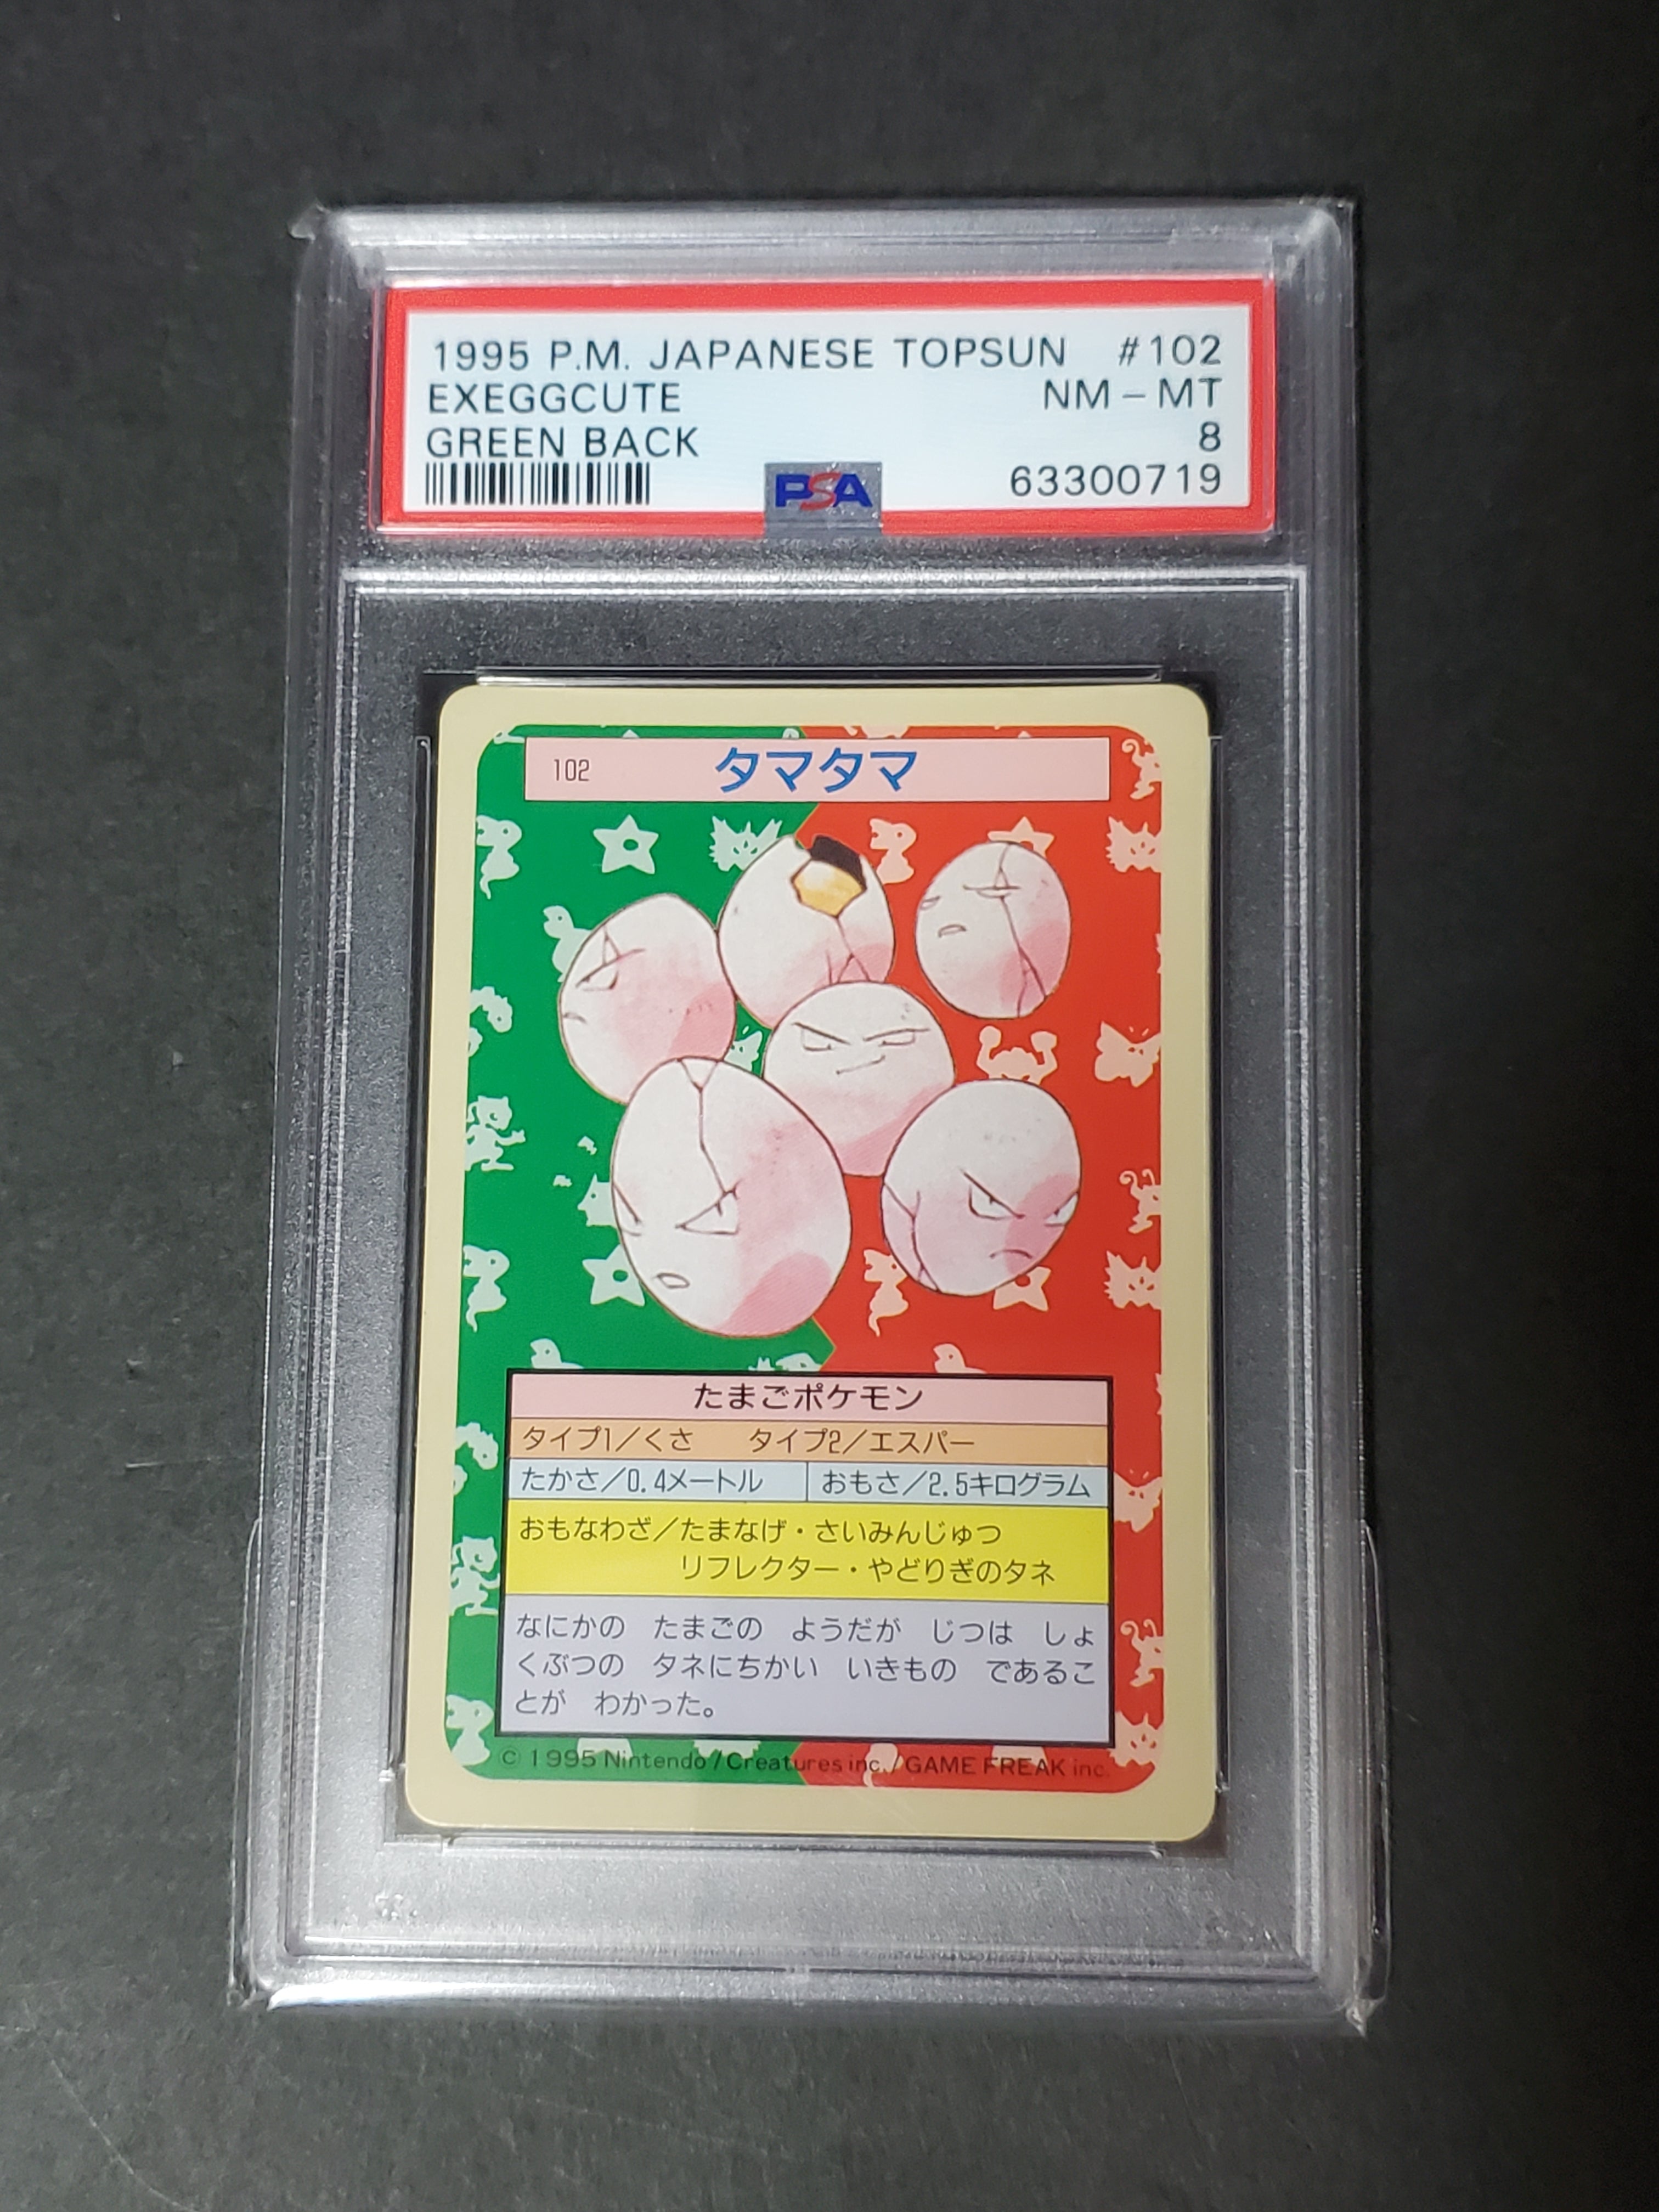 1995 P.M. JAPANESE TOPSUN #102
EXEGGCUTE NM - MT
GREEN BACK 8
PSA 63300719
102 タマタマ
たまごポケモン
タイプ1/くさ タイプ2/エスパー
たかさ/0.4メートル おもさ/2.5キログラム
おもなわざ/たまなげ・さいみんじゅつ
リフレクター・やどりぎのタネ
なにかの たまごの ようだが じつは しょ
くぶつの タネにちかい いきもの であるこ
とが わかった。
© 1995 Nintendo/Creatures inc./GAME FREAK inc.